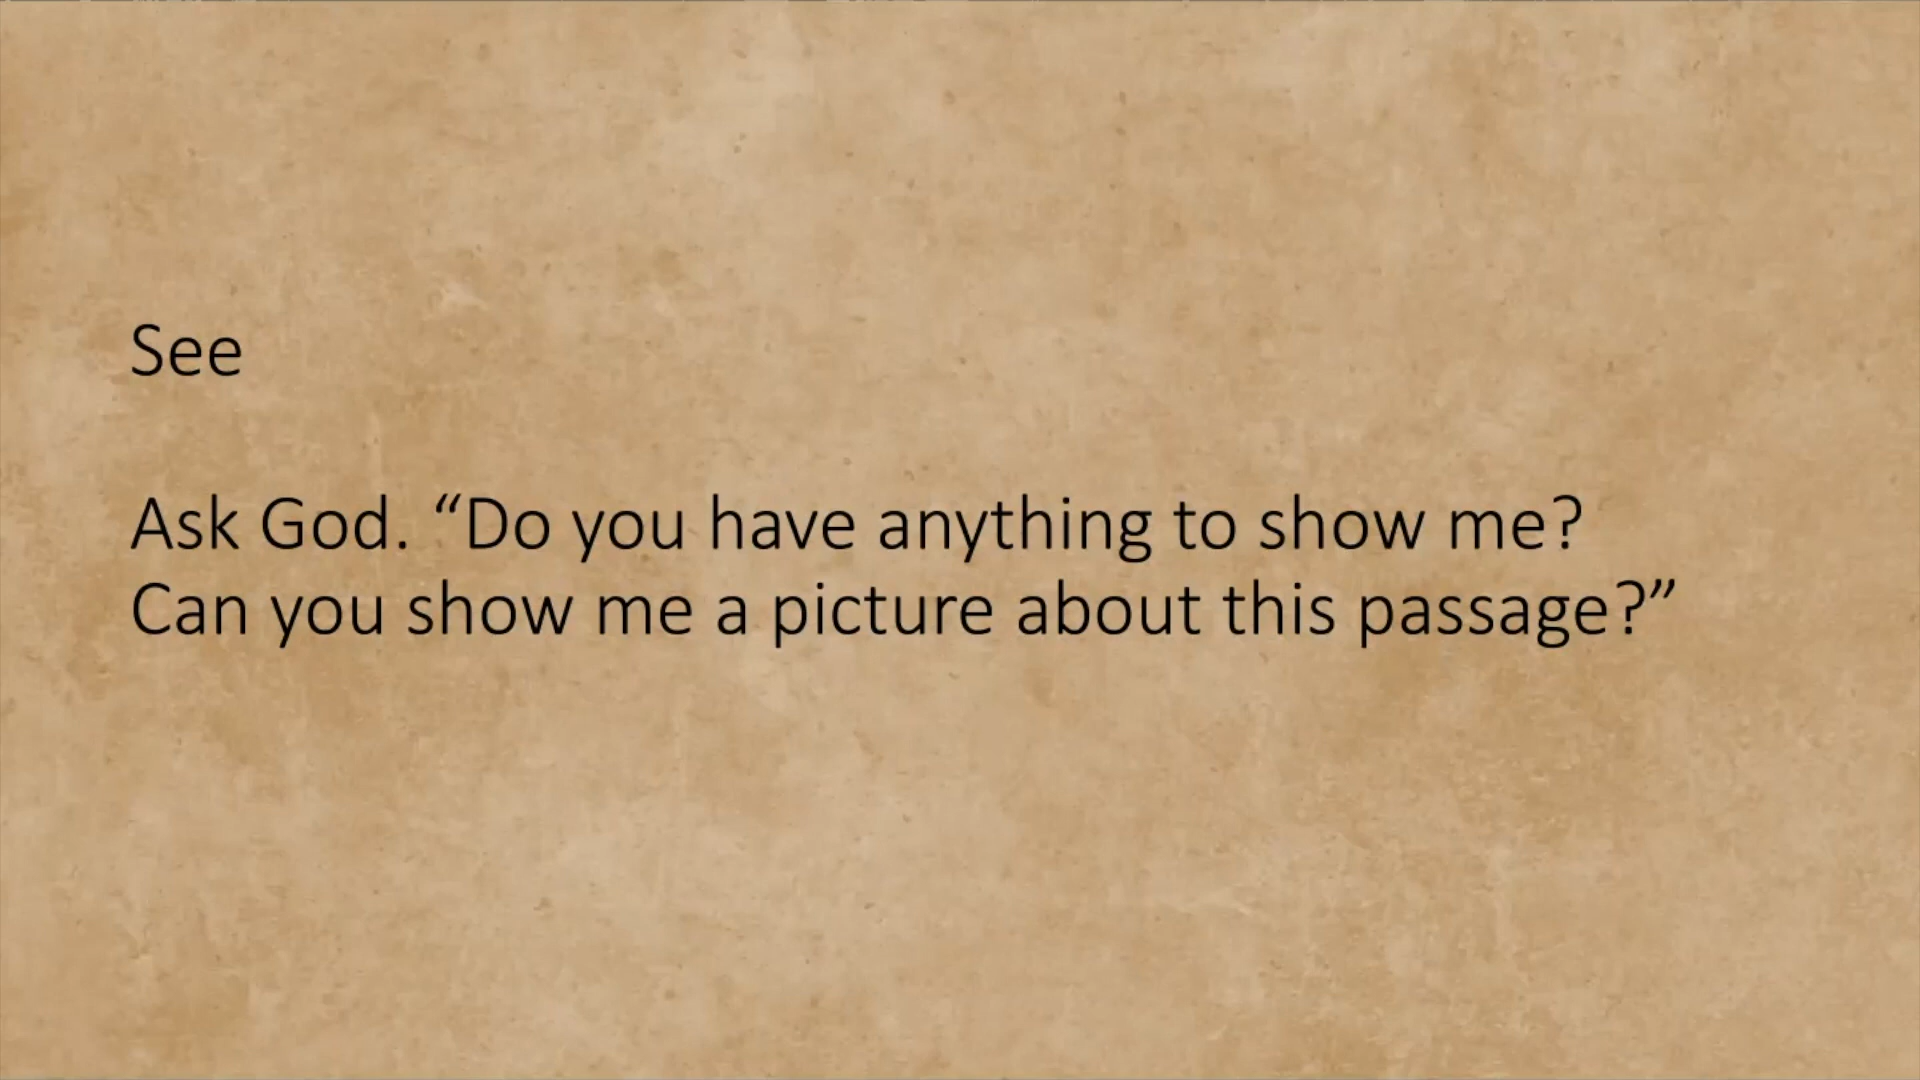 See
Ask God. “Do you have anything to show me?
Can you show me a picture about this passage?”